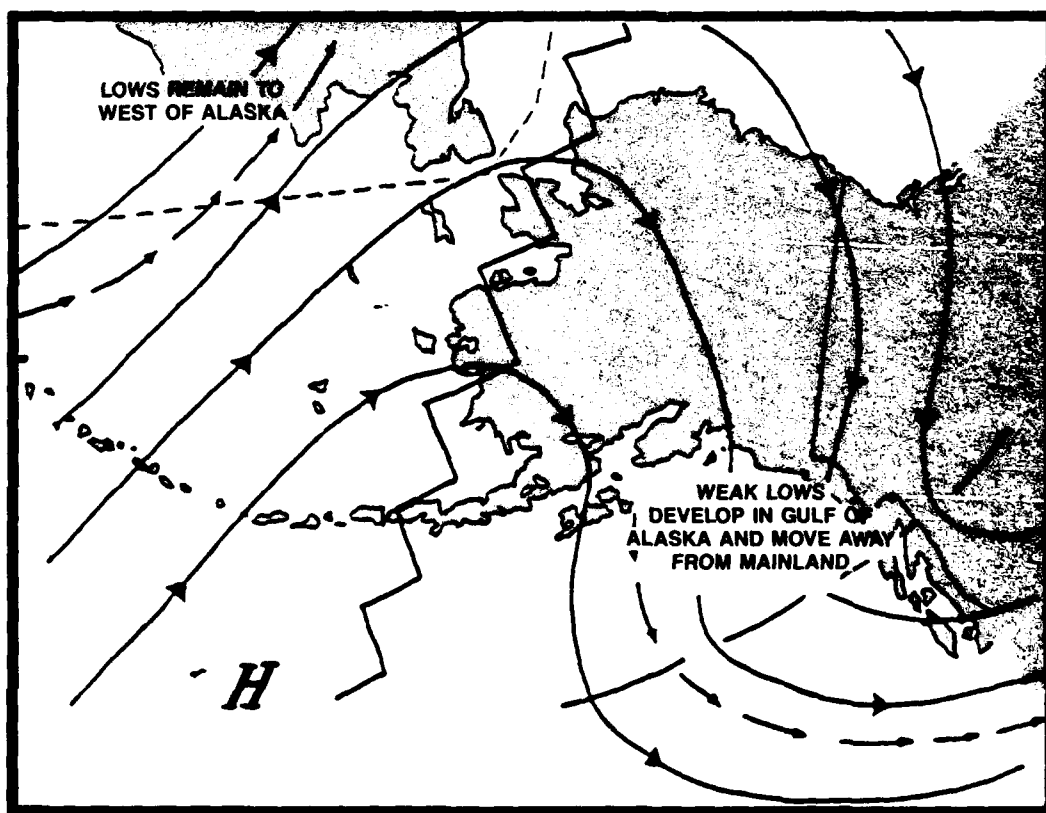 LOWS REMAIN TO
WEST OF ALASKA
WEAK LOWS
DEVELOP IN GULF OF
ALASKA AND MOVE AWAY
FROM MAINLAND
H